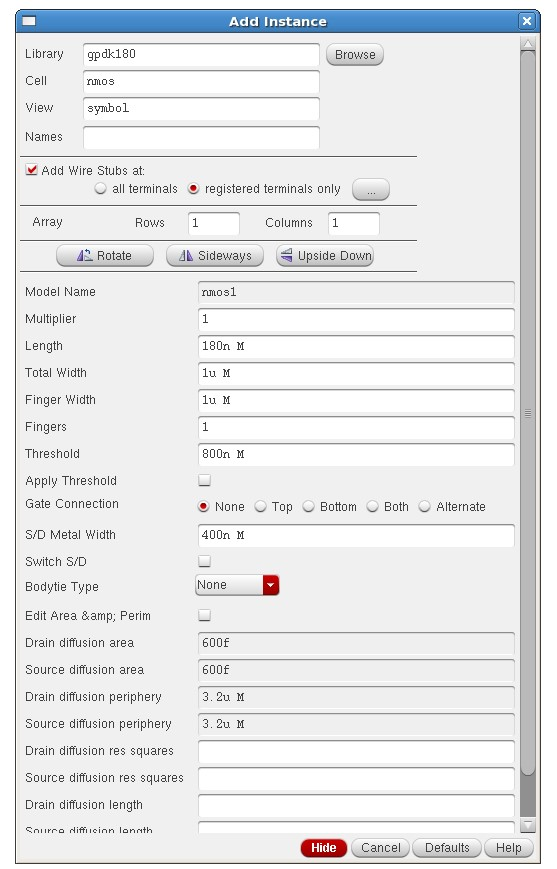 Add Instance
Library gpdk180 Browse
Cell nmos
View symbol
Names
Add Wire Stubs at:
all terminals registered terminals only ...
Array Rows 1 Columns 1
Rotate Sideways Upside Down
Model Name nmos1
Multiplier 1
Length 180n M
Total Width 1u M
Finger Width 1u M
Fingers 1
Threshold 800n M
Apply Threshold
Gate Connection None Top Bottom Both Alternate
S/D Metal Width 400n M
Switch S/D
Bodytie Type None
Edit Area &amp; Perim
Drain diffusion area 600f
Source diffusion area 600f
Drain diffusion periphery 3.2u M
Source diffusion periphery 3.2u M
Drain diffusion res squares
Source diffusion res squares
Drain diffusion length
Source diffusion length
Hide Cancel Defaults Help